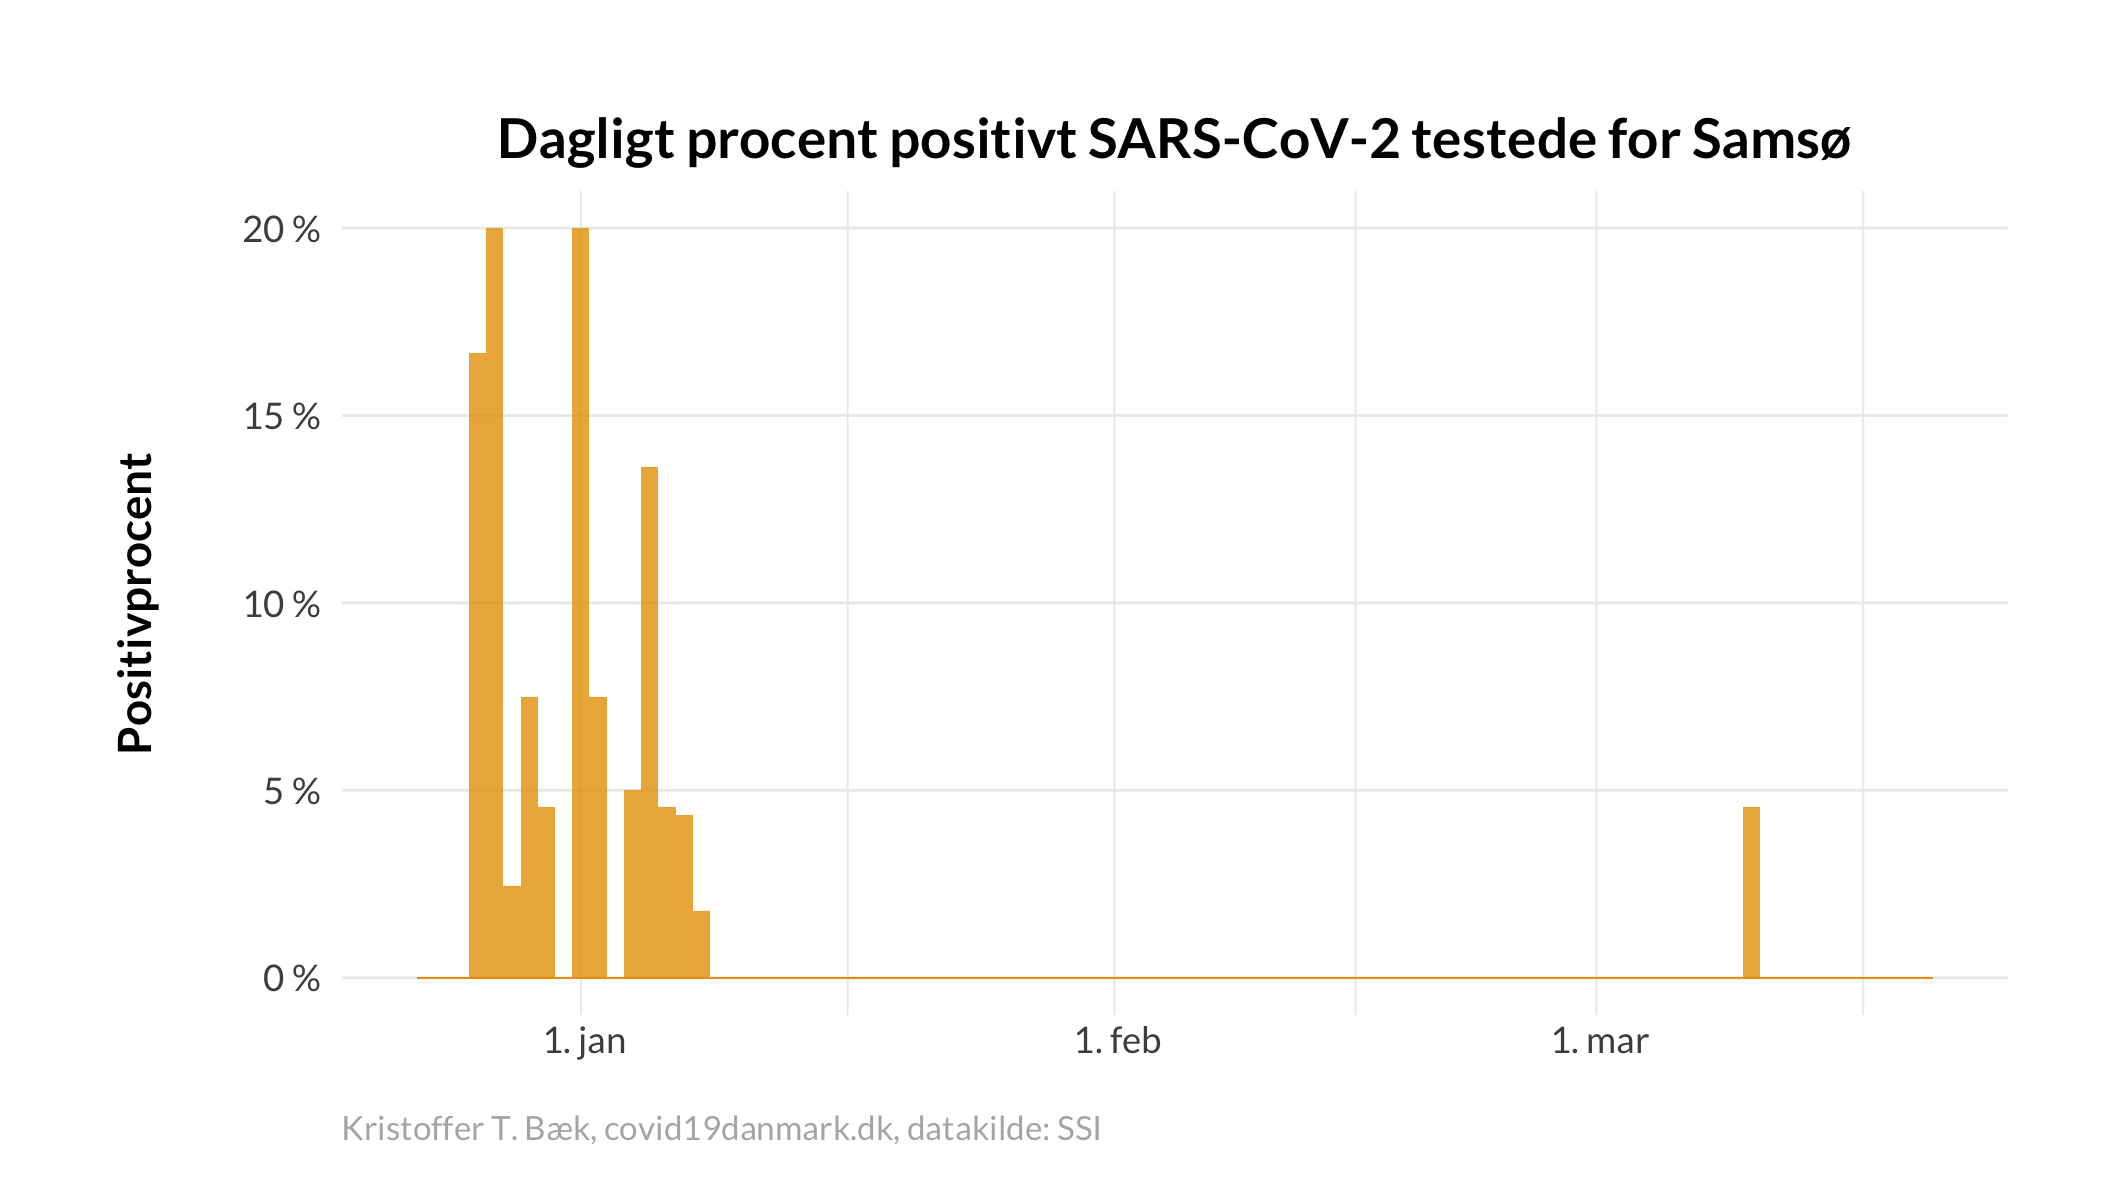 Dagligt procent positivt SARS-CoV-2 testede for Samsø
Positivprocent
20 %
15 %
10 %
5 %
0 %
1. jan
1. feb
1. mar
Kristoffer T. Bæk, covid19danmark.dk, datakilde: SSI